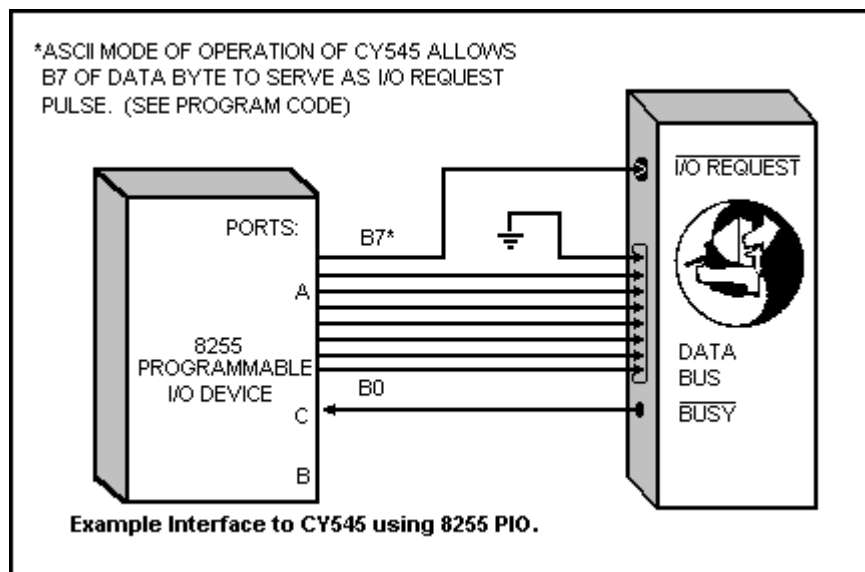 *ASCII MODE OF OPERATION OF CY545 ALLOWS
B7 OF DATA BYTE TO SERVE AS I/O REQUEST
PULSE. (SEE PROGRAM CODE)
I/O REQUEST
PORTS:
B7*
A
8255
PROGRAMMABLE
I/O DEVICE
DATA
BUS
B0
C
BUSY
B
Example Interface to CY545 using 8255 PIO.